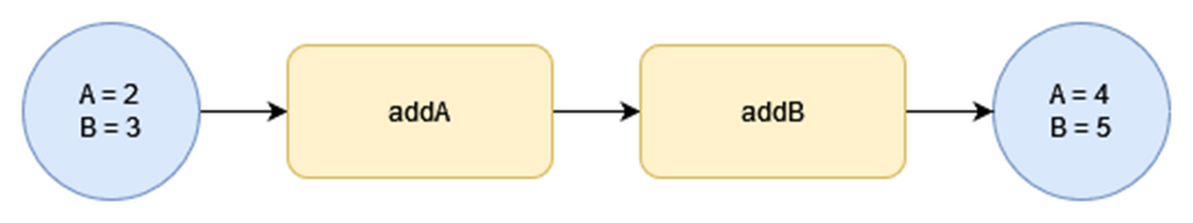 A = 2
B = 3
addA
addB
A = 4
B = 5